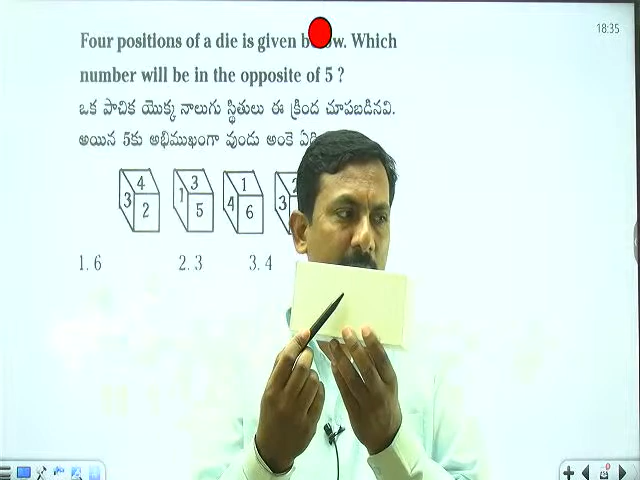 18:35
Four positions of a die is given Which
number will be in the opposite of 5 ?
ఒక పాచిక యొక్క నాలుగు స్థితులు ఈ క్రింద చూపబడినవి.
అయిన 5కు అభిముఖంగా వుండు అంకె
4 3 1
3 2 1 5 4 6 3
1. 6 2. 3 3. 4